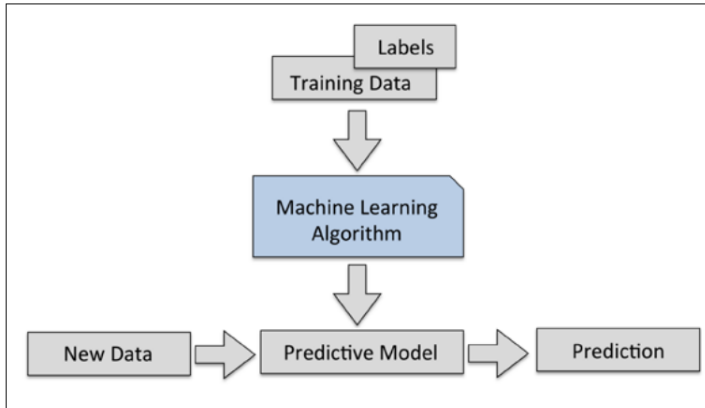 Labels
Training Data
Machine Learning
Algorithm
New Data
Predictive Model
Prediction